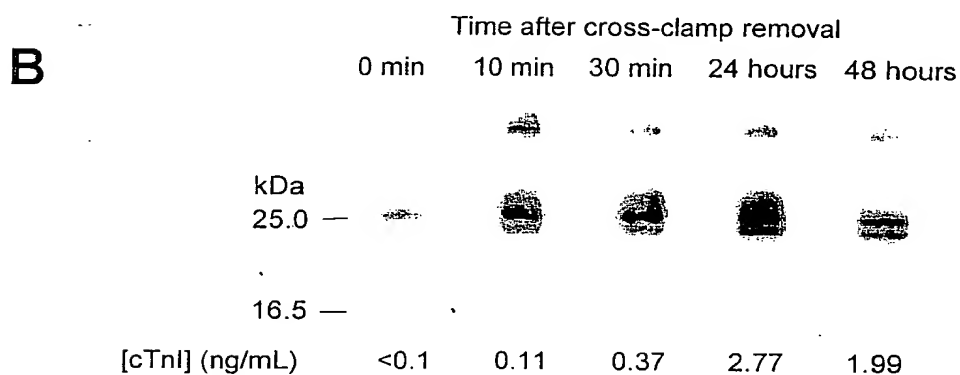 Time after cross-clamp removal
B
0 min 10 min 30 min 24 hours 48 hours
kDa
25.0 —
16.5 —
[cTnI] (ng/mL) <0.1 0.11 0.37 2.77 1.99